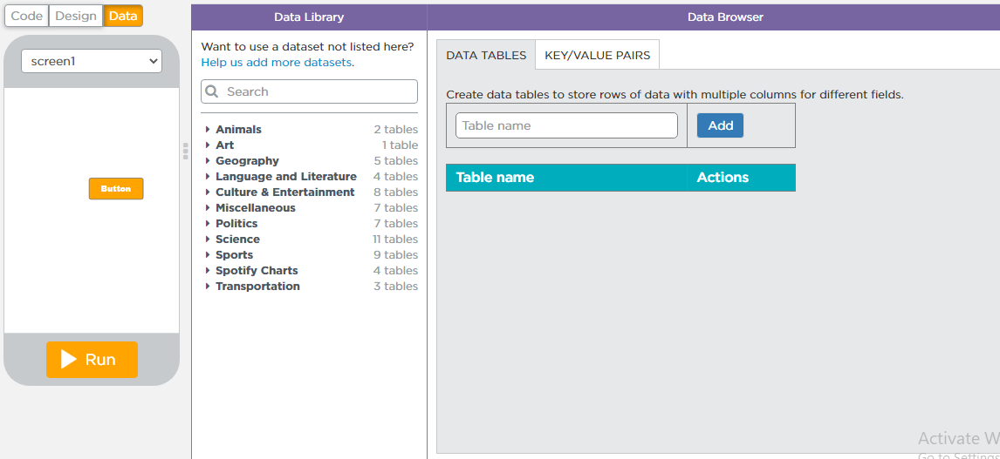 Code Design Data
screen1
Button
Run
Data Library
Want to use a dataset not listed here?
Help us add more datasets.
Search
Animals 2 tables
Art 1 table
Geography 5 tables
Language and Literature 4 tables
Culture & Entertainment 8 tables
Miscellaneous 7 tables
Politics 7 tables
Science 11 tables
Sports 9 tables
Spotify Charts 4 tables
Transportation 3 tables
Data Browser
DATA TABLES KEY/VALUE PAIRS
Create data tables to store rows of data with multiple columns for different fields.
Table name Add
Table name Actions
Activate W
Go to Settings